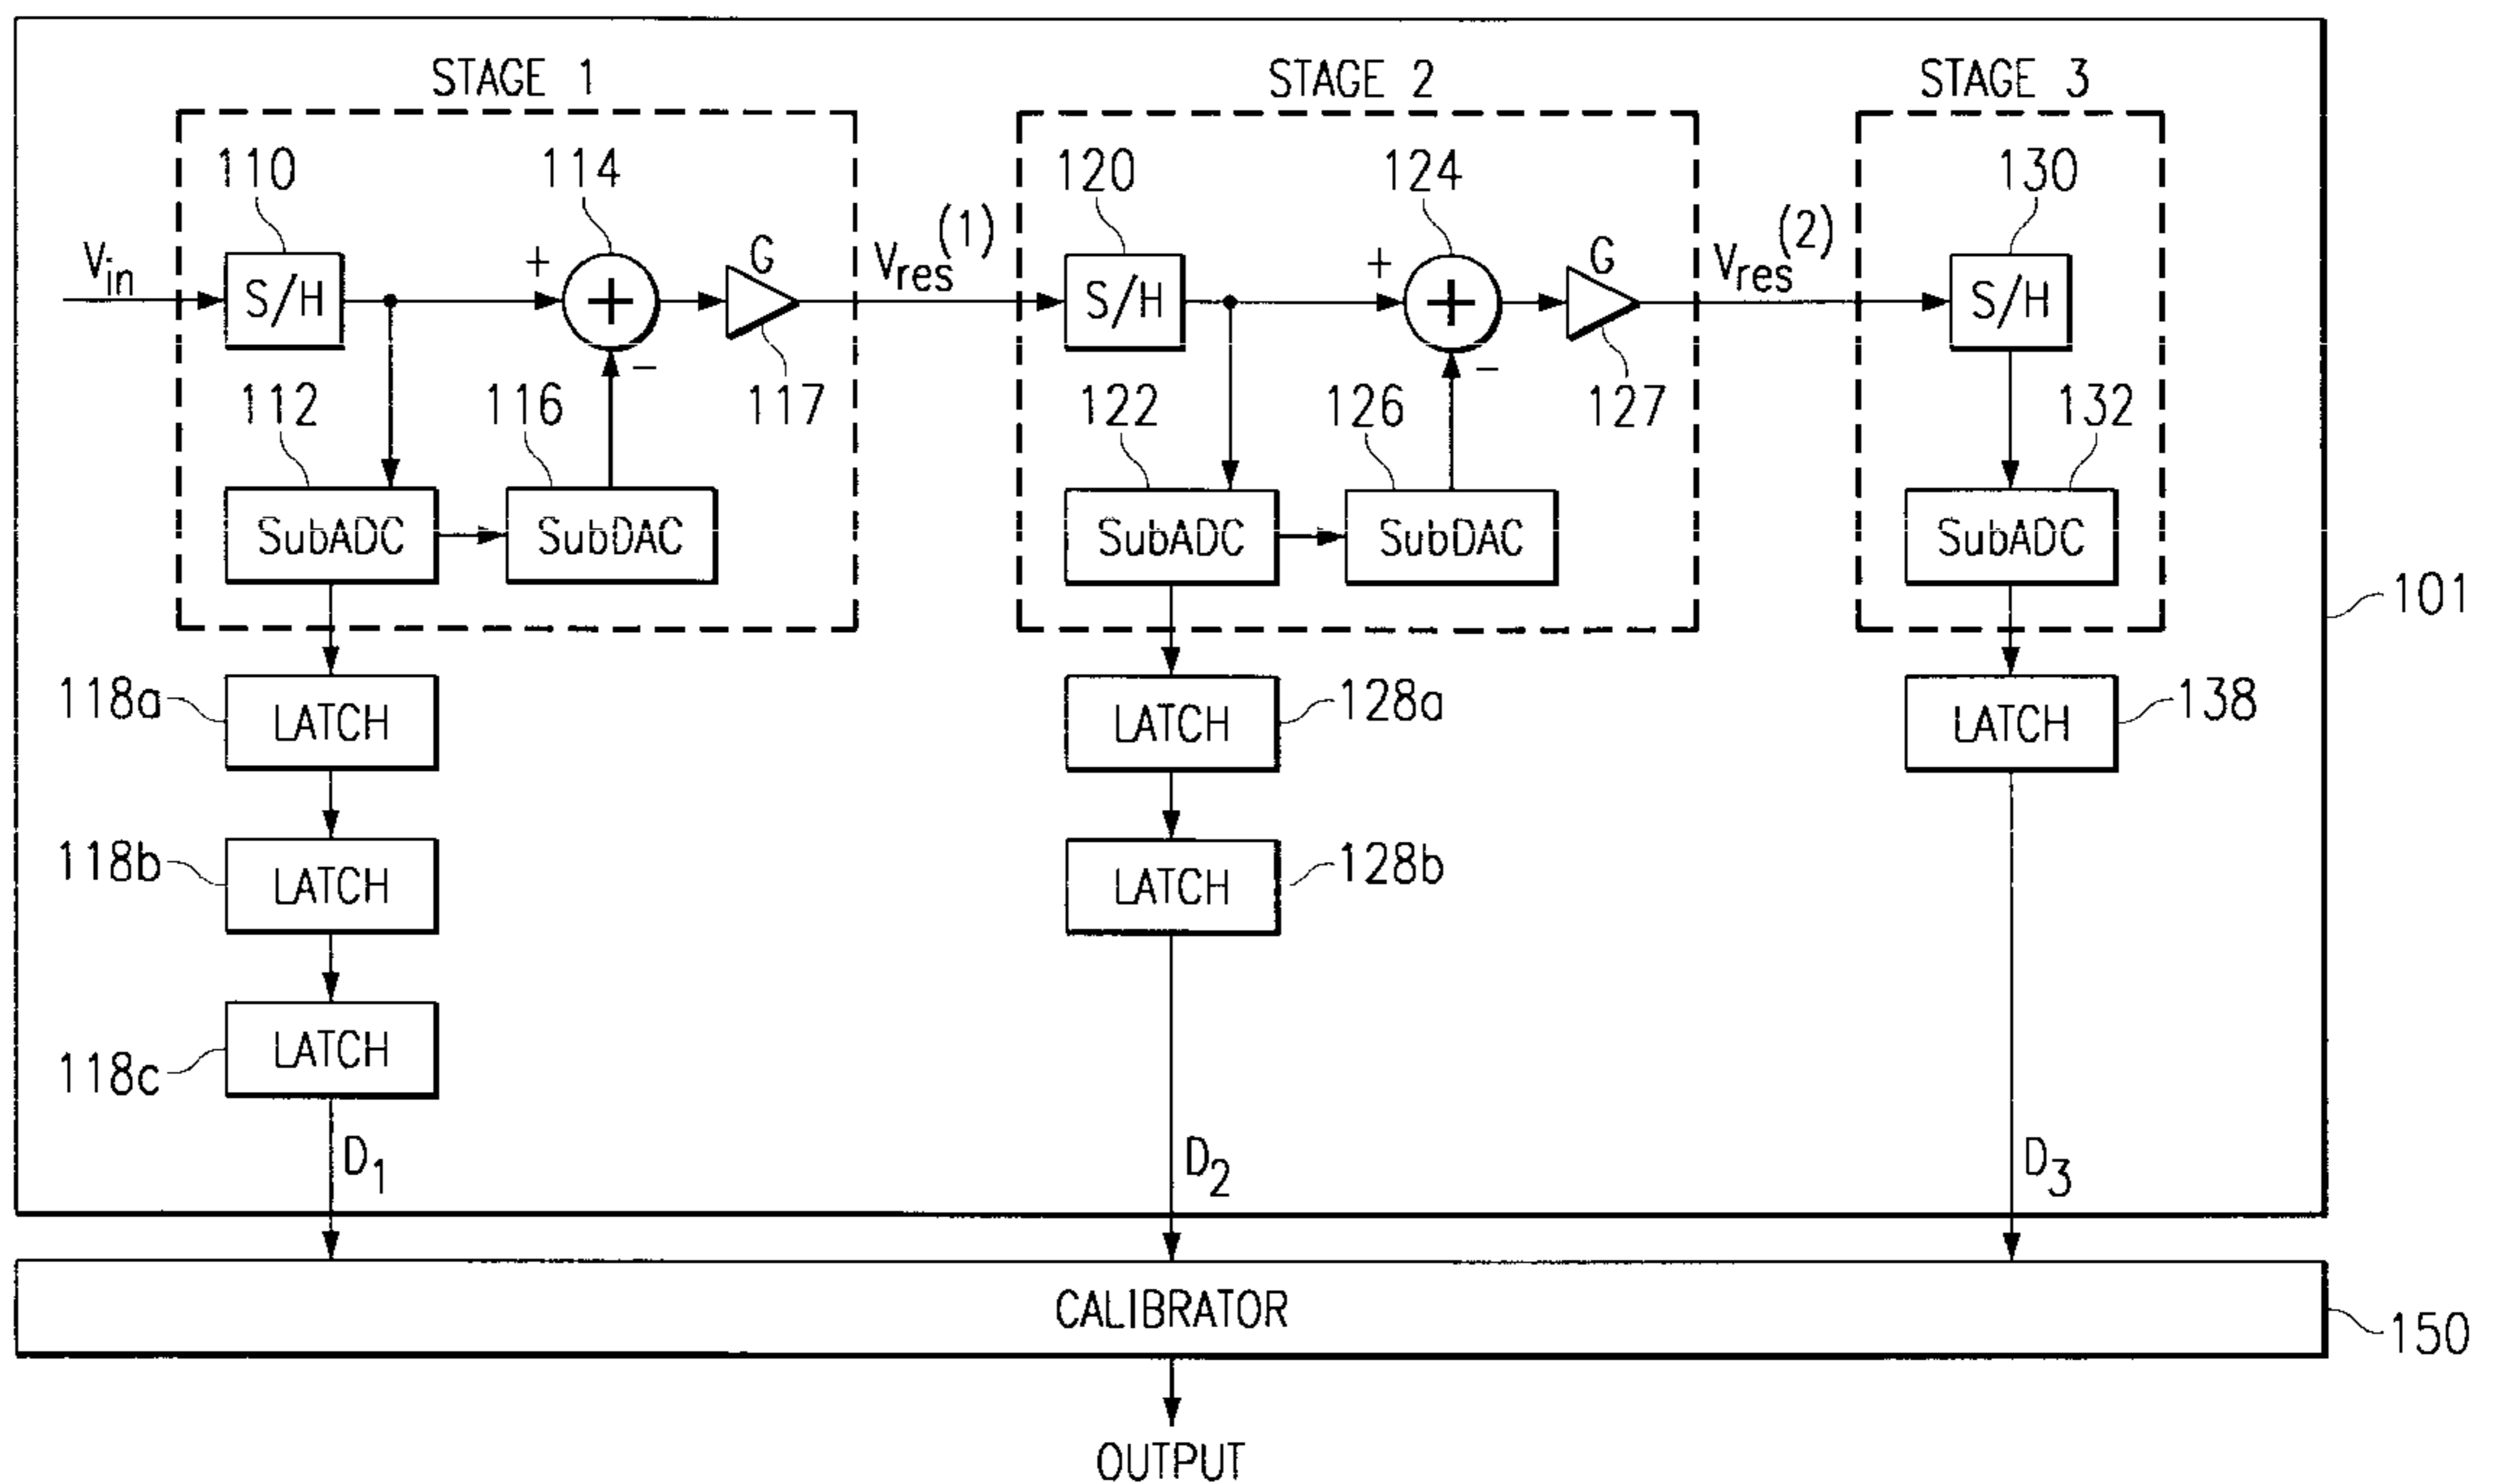 STAGE 1 STAGE 2 STAGE 3
110 114 120 124 130
Vin S/H + + − G Vres(1) S/H + + − G Vres(2) S/H
112 116 117 122 126 127 132
SubADC SubDAC SubADC SubDAC SubADC
101
118a LATCH LATCH 128a LATCH 138
118b LATCH LATCH 128b
118c LATCH
D1 D2 D3
CALIBRATOR
150
OUTPUT